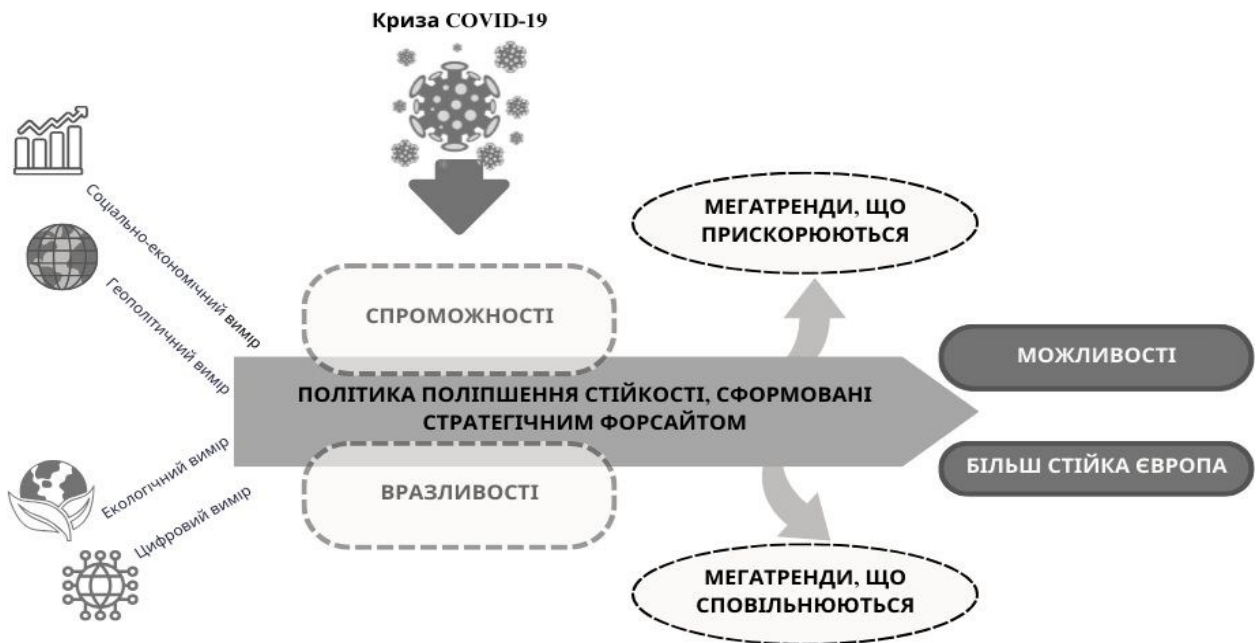 Криза COVID-19
Соціально-економічний вимір
Геополітичний вимір
Екологічний вимір
Цифровий вимір
СПРОМОЖНОСТІ
ПОЛІТИКА ПОЛІПШЕННЯ СТІЙКОСТІ, СФОРМОВАНІ
СТРАТЕГІЧНИМ ФОРСАЙТОМ
ВРАЗЛИВОСТІ
МЕГАТРЕНДИ, ЩО
ПРИСКОРЮЮТЬСЯ
МЕГАТРЕНДИ, ЩО
СПОВІЛЬНЮЮТЬСЯ
МОЖЛИВОСТІ
БІЛЬШ СТІЙКА ЄВРОПА